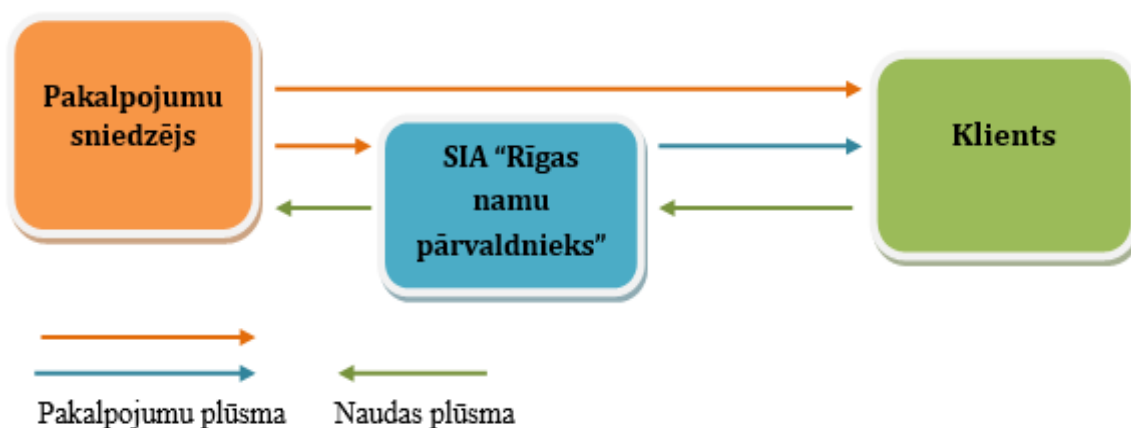 Pakalpojumu
sniedzējs
SIA “Rīgas
namu
pārvaldnieks”
Klients
Pakalpojumu plūsma
Naudas plūsma